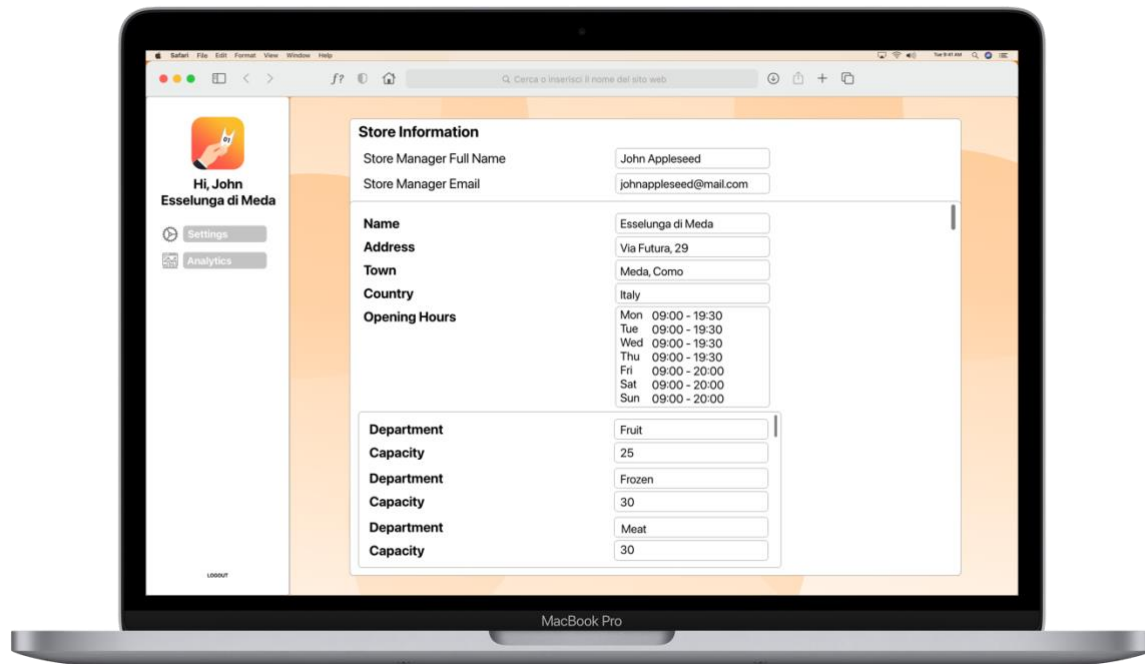 Safari File Edit Format View Window Help
Tue 9:41 AM
Cerca o inserisci il nome del sito web
01
Hi, John
Esselunga di Meda
Settings
Analytics
LOGOUT
Store Information
Store Manager Full Name John Appleseed
Store Manager Email johnappleseed@mail.com
Name Esselunga di Meda
Address Via Futura, 29
Town Meda, Como
Country Italy
Opening Hours
Mon 09:00 - 19:30
Tue 09:00 - 19:30
Wed 09:00 - 19:30
Thu 09:00 - 19:30
Fri 09:00 - 20:00
Sat 09:00 - 20:00
Sun 09:00 - 20:00
Department Fruit
Capacity 25
Department Frozen
Capacity 30
Department Meat
Capacity 30
MacBook Pro